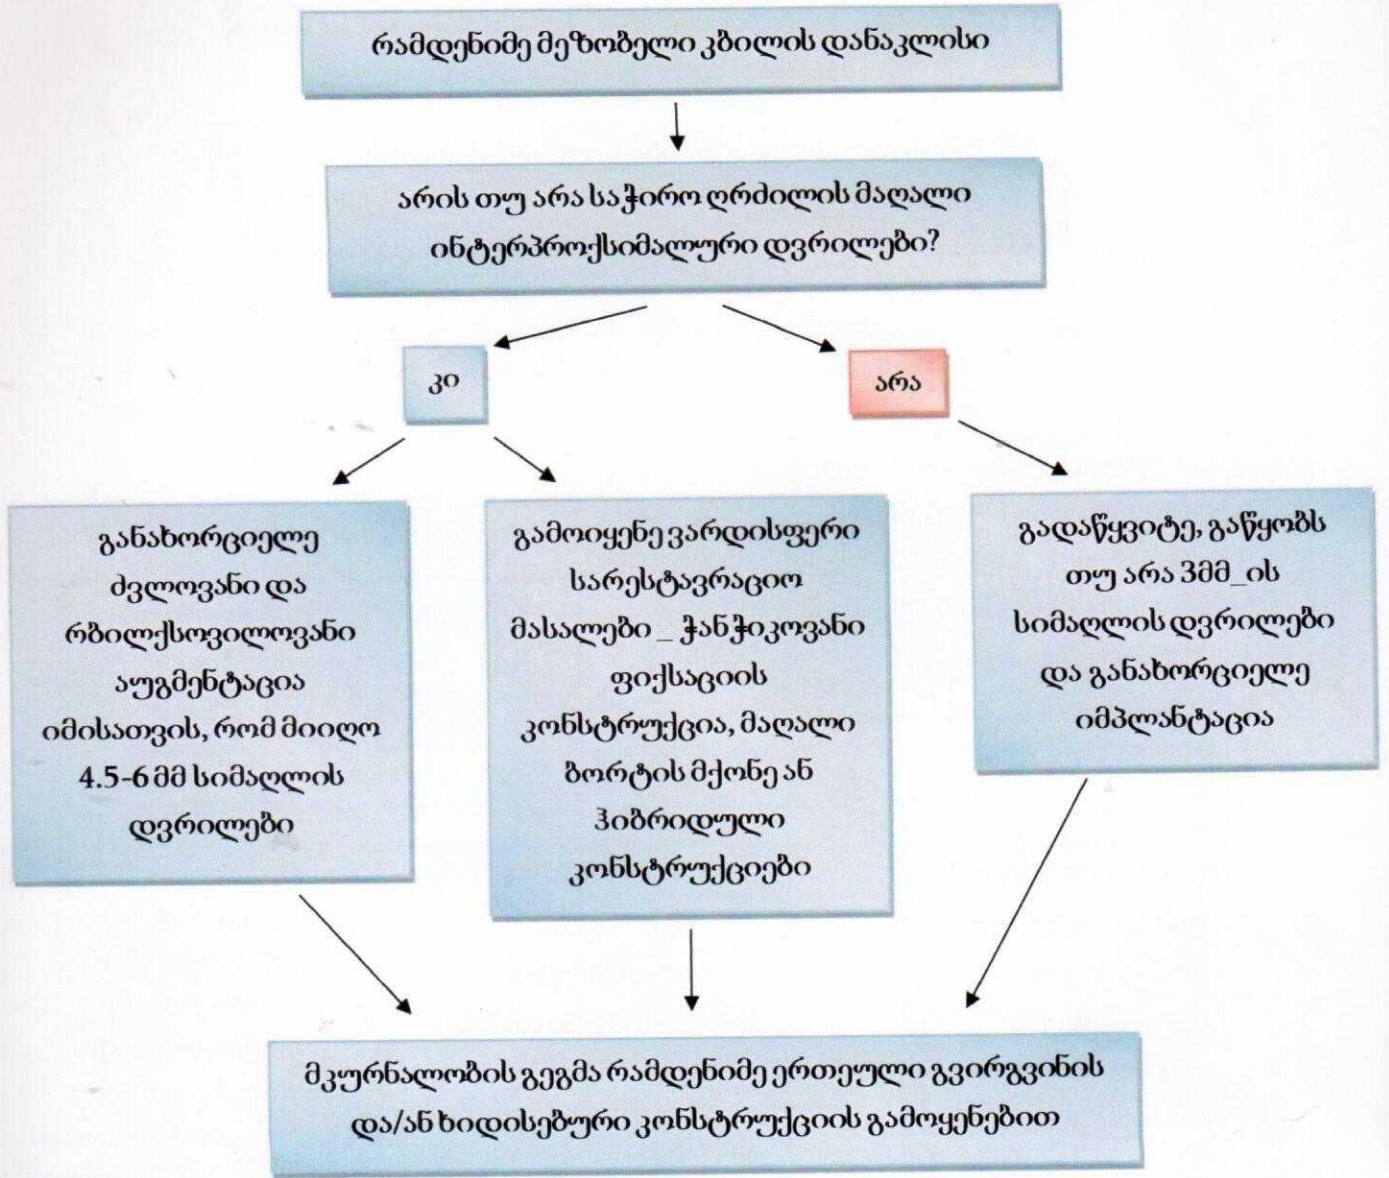 რამდენიმე მეზობელი კბილის დანაკლისი
არის თუ არა საჭირო ღრძილის მაღალი
ინტერპროქსიმალური დვრილები?
კი
არა
განახორციელე
ძვლოვანი და
რბილქსოვილოვანი
აუგმენტაცია
იმისათვის, რომ მიიღო
4.5-6 მმ სიმაღლის
დვრილები
გამოიყენე ვარდისფერი
სარესტავრაციო
მასალები _ ჭანჭიკოვანი
ფიქსაციის
კონსტრუქცია, მაღალი
ბორტის მქონე ან
ჰიბრიდული
კონსტრუქციები
გადაწყვიტე, გაწყობს
თუ არა 3მმ_ის
სიმაღლის დვრილები
და განახორციელე
იმპლანტაცია
მკურნალობის გეგმა რამდენიმე ერთეული გვირგვინის
და/ან ხიდისებური კონსტრუქციის გამოყენებით